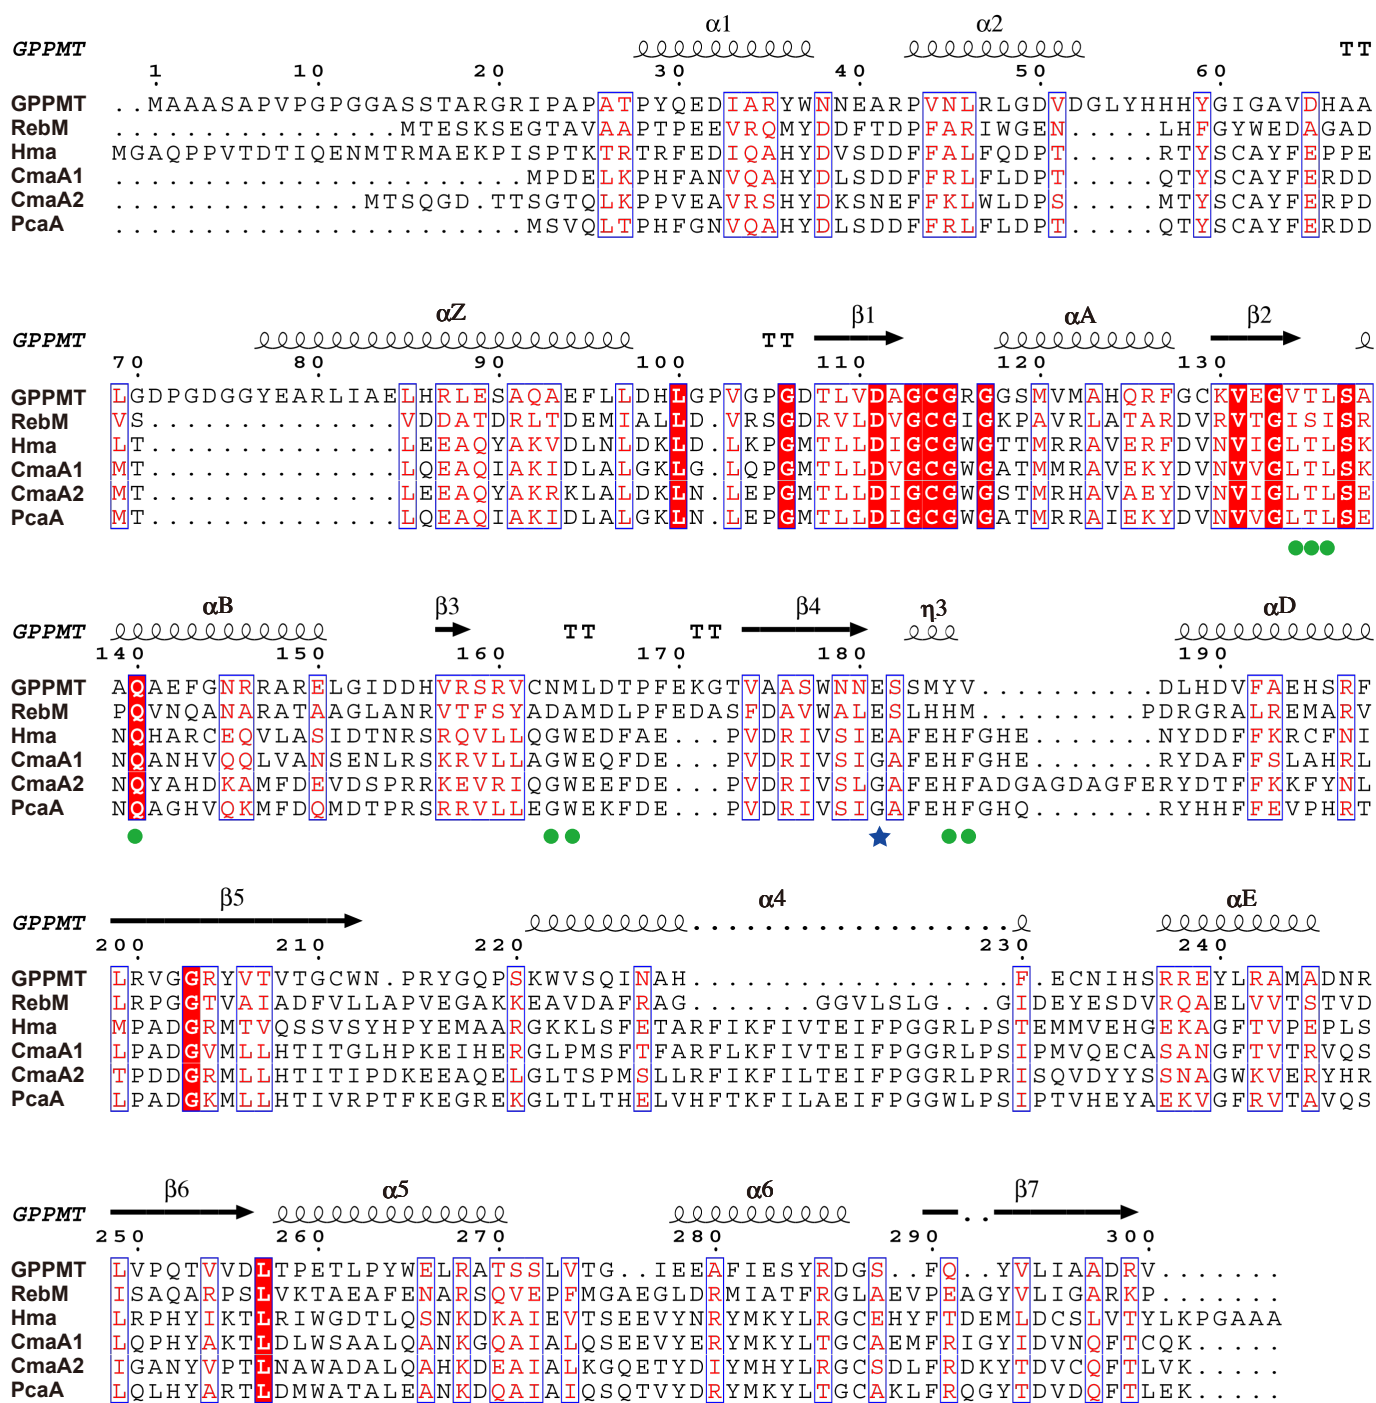 α1 α2
GPPMT TT
1 10 20 30 40 50 60
GPPMT ..MAAASAPVPGPGGASSTARGRIPAPATPYQEDIARYWNNEARPVNLRLGDVDGLYHHHYGIGAVDHAA
RebM ................MTESKSEGTAVAAPTPEEVRQMYDDFTDPFARIWGEN.....LHFGYWEDAGAD
Hma MGAQPPVTDTIQENMTRMAEKPISPTKTRTRFEDIQAHYDVSDDFFALFQDPT.....RTYSCAYFEPPE
CmaA1 .......................MPDELKPHFANVQAHYDLSDDFFRLFLDPT.....QTYSCAYFERDD
CmaA2 ..............MTSQGD.TTSGTQLKPPVEAVRSHYDKSNEFFKLWLDPS.....MTYSCAYFERPD
PcaA .......................MSVQLTPHFGNVQAHYDLSDDFFRLFLDPT.....QTYSCAYFERDD
αZ β1 αA β2
GPPMT TT
70 80 90 100 110 120 130
GPPMT LGDPGDGGYEARLIAELHRLESAQAEFLLDHLGPVGPGDTLVDAGCGRGGSMVMAHQRFGCKVEGVTLSA
RebM VS..............VDDATDRLTDEMIALLD.VRSGDRVLDVGCGIGKPAVRLATARDVRVTGISISR
Hma LT..............LEEAQYAKVDLNLDKLD.LKPGMTLLDIGCGWGTTMRRAVERFDVNVIGLTLSK
CmaA1 MT..............LQEAQIAKIDLALGKLG.LQPGMTLLDVGCGWGATMMRAVEKYDVNVVGLTLSK
CmaA2 MT..............LEEAQYAKRKLALDKLN.LEPGMTLLDIGCGWGSTMRHAVAEYDVNVIGLTLSE
PcaA MT..............LQEAQIAKIDLALGKLN.LEPGMTLLDIGCGWGATMRRAIEKYDVNVVGLTLSE
αB β3 β4 η3 αD
GPPMT TT TT
140 150 160 170 180 190
GPPMT AQAEFGNRRARELGIDDHVRSRVCNMLDTPFEKGTVAASWNNESSMYV..........DLHDVFAEHSRF
RebM PQVNQANARATAAGLANRVTFSYADAMDLPFEDASFDAVWALESLHHM.........PDRGRALREMARV
Hma NQHARCEQVLASIDTNRSRQVLLQGWEDFAE...PVDRIVSIEAFEHFGHE.......NYDDFFKRCFNI
CmaA1 NQANHVQQLVANSENLRSKRVLLAGWEQFDE...PVDRIVSIGAFEHFGHE.......RYDAFFSLAHRL
CmaA2 NQYAHDKAMFDEVDSPRRKEVRIQGWEEFDE...PVDRIVSLGAFEHFADGAGDAGFERYDTFFKKFYNL
PcaA NQAGHVQKMFDQMDTPRSRRVLLEGWEKFDE...PVDRIVSIGAFEHFGHQ.......RYHHFFEVPHRT
β5 α4 αE
GPPMT
200 210 220 230 240
GPPMT LRVGGRYVTVTGCWN.PRYGQPSKWVSQINAH..................F.ECNIHSRREYLRAMADNR
RebM LRPGGTVAIADFVLLAPVEGAKKEAVDAFRAG.......GGVLSLG...GIDEYESDVRQAELVVTSTVD
Hma MPADGRMTVQSSVSYHPYEMAARGKKLSFETARFIKFIVTEIFPGGRLPSTEMMVEHGEKAGFTVPEPLS
CmaA1 LPADGVMLLHTITGLHPKEIHERGLPMSFTFARFLKFIVTEIFPGGRLPSIPMVQECASANGFTVTRVQS
CmaA2 TPDDGRMLLHTITIPDKEEAQELGLTSPMSLLRFIKFILTEIFPGGRLPRISQVDYYSSNAGWKVERYHR
PcaA LPADGKMLLHTIVRPTFKEGREKGLTLTHELVHFTKFILAEIFPGGWLPSIPTVHEYAEKVGFRVTAVQS
β6 α5 α6 β7
GPPMT
250 260 270 280 290 300
GPPMT LVPQTVVDLTPETLPYWELRATSSLVTG..IEEAFIESYRDGS..FQ..YVLIAADRV.......
RebM ISAQARPSLVKTAEAFENARSQVEPFMGAEGLDRMIATFRGLAEVPEAGYVLIGARKP.......
Hma LRPHYIKTLRIWGDTLQSNKDKAIEVTSEEVYNRYMKYLRGCEHYFTDEMLDCSLVTYLKPGAAA
CmaA1 LQPHYAKTLDLWSAALQANKGQAIALQSEEVYERYMKYLTGCAEMFRIGYIDVNQFTCQK.....
CmaA2 IGANYVPTLNAWADALQAHKDEAIALKGQETYDIYMHYLRGCSDLFRDKYTDVCQFTLVK.....
PcaA LQLHYARTLDMWATALEANKDQAIAIQSQTVYDRYMKYLTGCAKLFRQGYTDVDQFTLEK.....